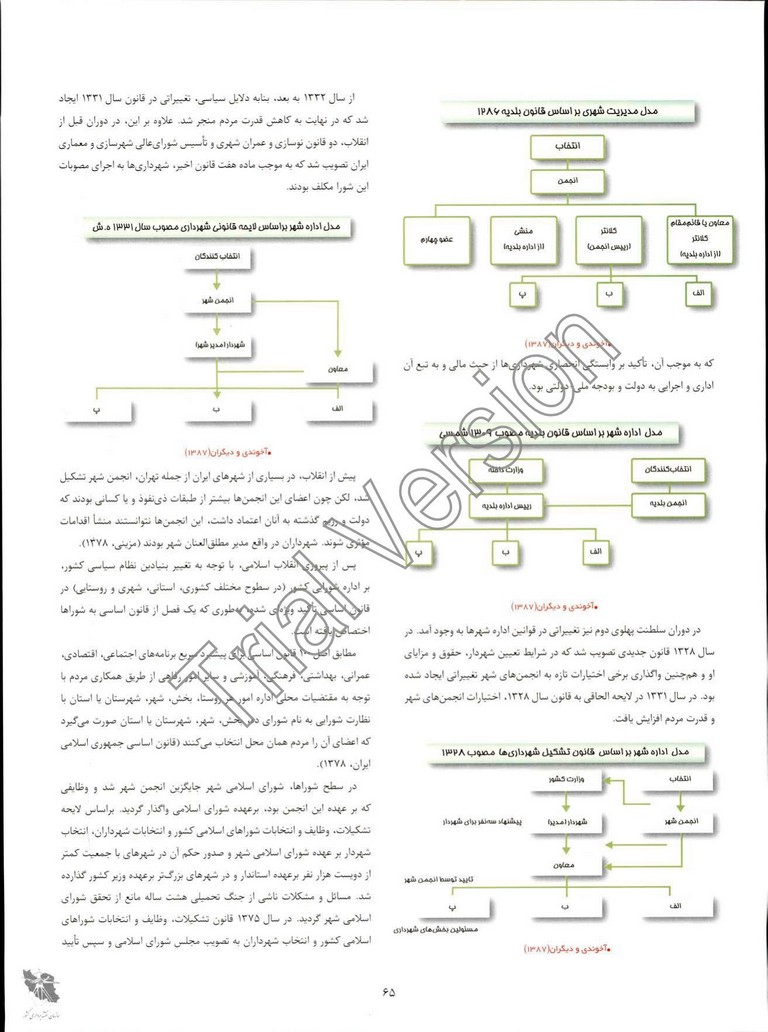 مدل مدیریت شهری بر اساس قانون بلدیه ۱۲۸۶
انتخاب
انجمن
معاون یا قائم‌مقام
کلانتر
(از اداره بلدیه)
کلانتر
(رییس انجمن)
منشی
(از اداره بلدیه)
عضو چهارم
الف
ب
پ
•آخوندی و دیگران(۱۳۸۷)
که به موجب آن، تأکید بر وابستگی انحصاری شهرداری‌ها از حیث مالی و به تبع آن
اداری و اجرایی به دولت و بودجه ملی-دولتی بود.
مدل اداره شهر بر اساس قانون بلدیه مصوب ۱۳۰۹ شمسی
انتخاب‌کنندگان
وزارت داخله
انجمن بلدیه
رییس اداره بلدیه
الف
ب
پ
•آخوندی و دیگران(۱۳۸۷)
در دوران سلطنت پهلوی دوم نیز تغییراتی در قوانین اداره شهرها به وجود آمد. در
سال ۱۳۲۸ قانون جدیدی تصویب شد که در شرایط تعیین شهردار، حقوق و مزایای
او و هم‌چنین واگذاری برخی اختیارات تازه به انجمن‌های شهر تغییراتی ایجاد شده
بود. در سال ۱۳۳۱ در لایحه الحاقی به قانون سال ۱۳۲۸، اختیارات انجمن‌های شهر
و قدرت مردم افزایش یافت.
مدل اداره شهر بر اساس قانون تشکیل شهرداری‌ها مصوب ۱۳۲۸
انتخاب
وزارت کشور
انجمن شهر
شهردار (مدیر)
پیشنهاد سه‌نفر برای شهردار
معاون
تایید توسط انجمن شهر
الف
ب
پ
مسئولین بخش‌های شهرداری
•آخوندی و دیگران(۱۳۸۷)
از سال ۱۳۳۲ به بعد، بنابه دلایل سیاسی، تغییراتی در قانون سال ۱۳۳۱ ایجاد
شد که در نهایت به کاهش قدرت مردم منجر شد. علاوه بر این، در دوران قبل از
انقلاب، دو قانون نوسازی و عمران شهری و تأسیس شورای‌عالی شهرسازی و معماری
ایران تصویب شد که به موجب ماده هفت قانون اخیر، شهرداری‌ها به اجرای مصوبات
این شورا مکلف بودند.
مدل اداره شهر براساس لایحه قانونی شهرداری مصوب سال ۱۳۳۱ ه.ش
انتخاب کنندگان
انجمن شهر
شهردار (مدیر شهر)
معاون
الف
ب
پ
•آخوندی و دیگران(۱۳۸۷)
پیش از انقلاب، در بسیاری از شهرهای ایران از جمله تهران، انجمن شهر تشکیل
شد، لکن چون اعضای این انجمن‌ها بیشتر از طبقات ذی‌نفوذ و یا کسانی بودند که
دولت و رژیم گذشته به آنان اعتماد داشت، این انجمن‌ها نتوانستند منشأ اقدامات
مؤثری شوند. شهرداران در واقع مدیر مطلق‌العنان شهر بودند (مزینی، ۱۳۷۸).
پس از پیروزی انقلاب اسلامی، با توجه به تغییر بنیادین نظام سیاسی کشور،
بر اداره شورایی کشور (در سطوح مختلف کشوری، استانی، شهری و روستایی) در
قانون اساسی تأکید ویژه‌ای شده، به‌طوری که یک فصل از قانون اساسی به شوراها
اختصاص یافته است.
مطابق اصل ۱۰۰ قانون اساسی برای پیشبرد سریع برنامه‌های اجتماعی، اقتصادی،
عمرانی، بهداشتی، فرهنگی، آموزشی و سایر امور رفاهی از طریق همکاری مردم با
توجه به مقتضیات محلی اداره امور هر روستا، بخش، شهر، شهرستان یا استان با
نظارت شورایی به نام شورای ده، بخش، شهر، شهرستان یا استان صورت می‌گیرد
که اعضای آن را مردم همان محل انتخاب می‌کنند (قانون اساسی جمهوری اسلامی
ایران، ۱۳۷۸).
در سطح شوراها، شورای اسلامی شهر جایگزین انجمن شهر شد و وظایفی
که بر عهده این انجمن بود، برعهده شورای اسلامی واگذار گردید. براساس لایحه
تشکیلات، وظایف و انتخابات شوراهای اسلامی کشور و انتخابات شهرداران، انتخاب
شهردار بر عهده شورای اسلامی شهر و صدور حکم آن در شهرهای با جمعیت کمتر
از دویست هزار نفر برعهده استاندار و در شهرهای بزرگ‌تر برعهده وزیر کشور گذارده
شد. مسائل و مشکلات ناشی از جنگ تحمیلی هشت ساله مانع از تحقق شورای
اسلامی شهر گردید. در سال ۱۳۷۵ قانون تشکیلات، وظایف و انتخابات شوراهای
اسلامی کشور و انتخاب شهرداران به تصویب مجلس شورای اسلامی و سپس تأیید
Trial Version
۶۵